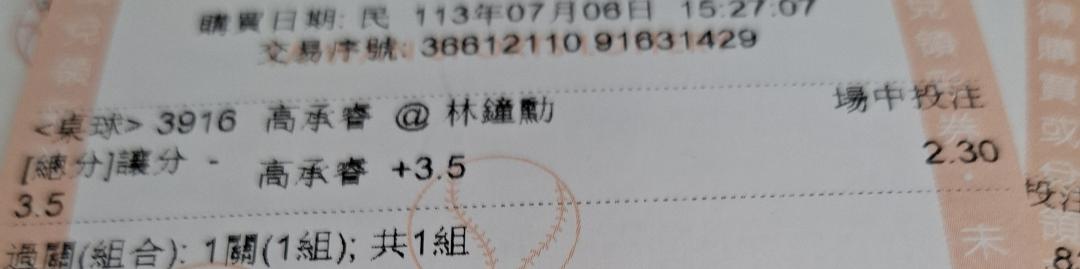 購買日期: 民 113年07月06日 15:27:07
交易序號: 36612110 91631429
<桌球> 3916 高承睿 @ 林鐘勳 場中投注
[總分]讓分 - 高承睿 +3.5 2.30
3.5
投注
過關(組合): 1關(1組); 共1組